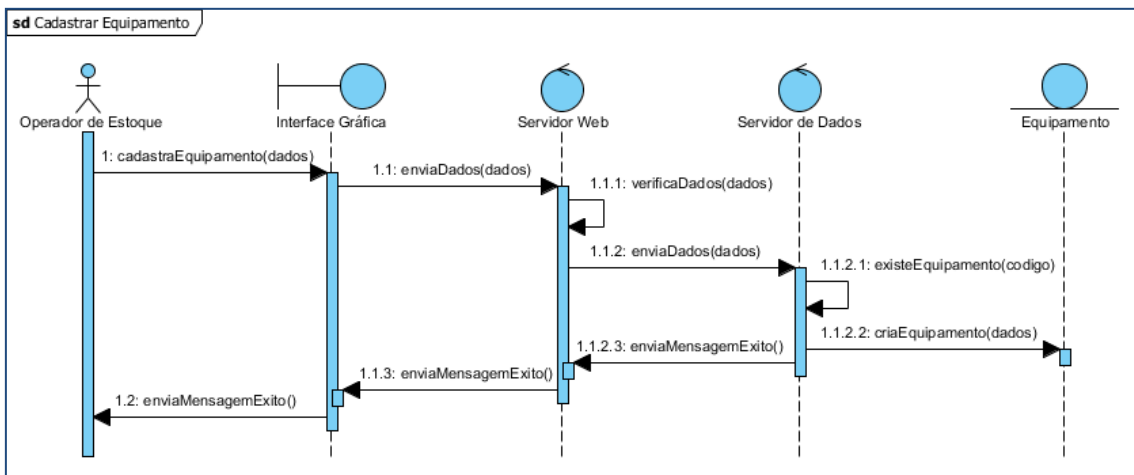 sd Cadastrar Equipamento
Operador de Estoque
Interface Gráfica
Servidor Web
Servidor de Dados
Equipamento
1: cadastraEquipamento(dados)
1.1: enviaDados(dados)
1.1.1: verificaDados(dados)
1.1.2: enviaDados(dados)
1.1.2.1: existeEquipamento(codigo)
1.1.2.2: criaEquipamento(dados)
1.1.2.3: enviaMensagemExito()
1.1.3: enviaMensagemExito()
1.2: enviaMensagemExito()